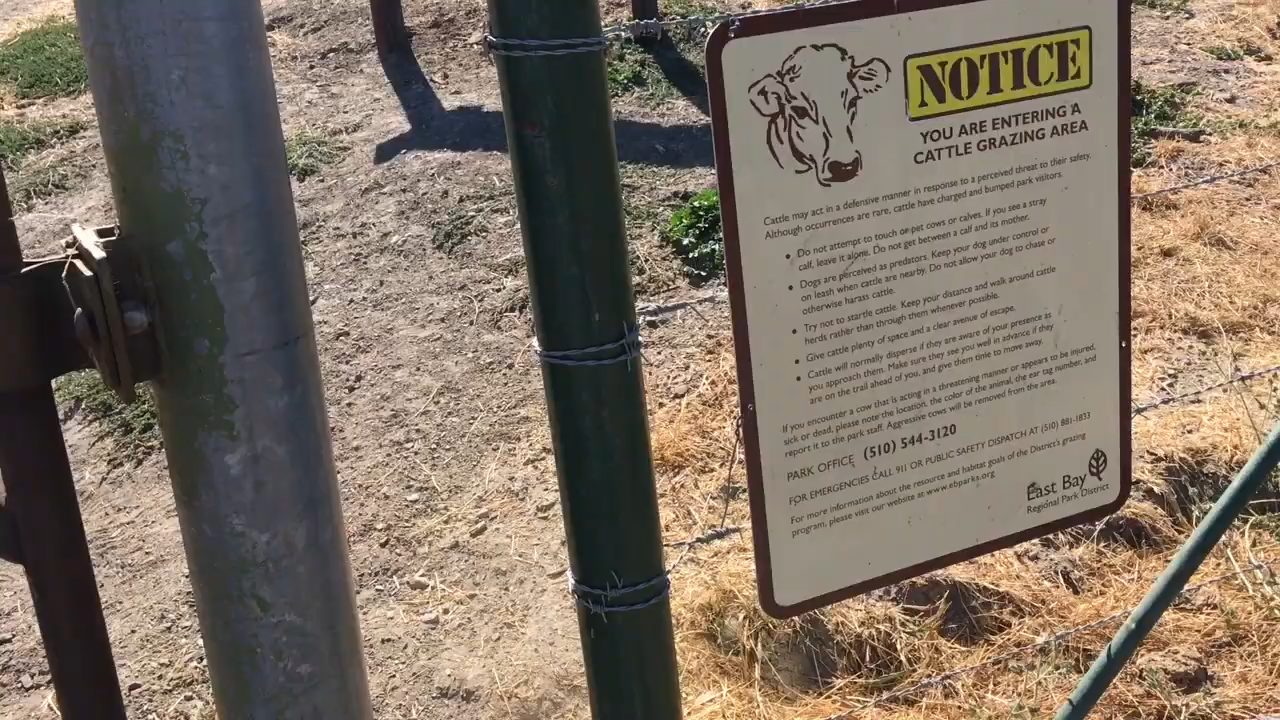 NOTICE
YOU ARE ENTERING A
CATTLE GRAZING AREA
Cattle may act in a defensive manner in response to a perceived threat to their safety.
Although occurrences are rare, cattle have charged and bumped park visitors.
• Do not attempt to touch or pet cows or calves. If you see a stray
calf, leave it alone. Do not get between a calf and its mother.
• Dogs are perceived as predators. Keep your dog under control or
on leash when cattle are nearby. Do not allow your dog to chase or
otherwise harass cattle.
• Try not to startle cattle. Keep your distance and walk around cattle
herds rather than through them whenever possible.
• Give cattle plenty of space and a clear avenue of escape.
• Cattle will normally disperse if they are aware of your presence as
you approach them. Make sure they see you well in advance if they
are on the trail ahead of you, and give them time to move away.
If you encounter a cow that is acting in a threatening manner or appears to be injured,
sick or dead, please note the location, the color of the animal, the ear tag number, and
report it to the park staff. Aggressive cows will be removed from the area.
PARK OFFICE (510) 544-3120
FOR EMERGENCIES CALL 911 OR PUBLIC SAFETY DISPATCH AT (510) 881-1833
For more information about the resource and habitat goals of the District's grazing
program, please visit our website at www.ebparks.org
East Bay
Regional Park District